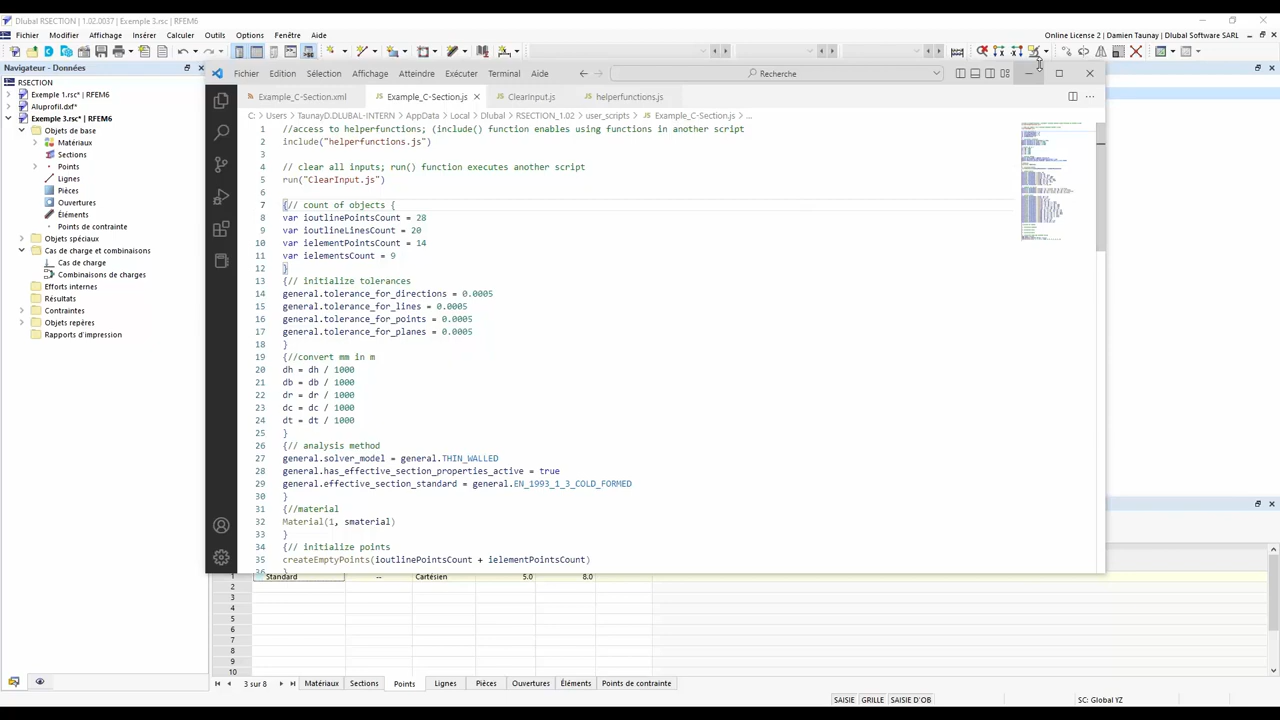 Dlubal RSECTION | 1.02.0037 | Exemple 3.rsc* | RFEM6
Fichier Modifier Affichage Insérer Calculer Outils Options Fenêtre Aide
Online License 2 | Damien Taunay | Dlubal Software SARL
Navigateur - Données
RSECTION
Exemple 1.rsc* | RFEM6
Aluprofil.dxf*
Exemple 3.rsc* | RFEM6
Objets de base
Matériaux
Sections
Points
Lignes
Pièces
Ouvertures
Éléments
Points de contrainte
Objets spéciaux
Cas de charge et combinaisons
Cas de charge
Combinaisons de charges
Efforts internes
Résultats
Contraintes
Objets repères
Rapports d'impression
Fichier Edition Sélection Affichage Atteindre Exécuter Terminal Aide
Recherche
Example_C-Section.xml Example_C-Section.js ClearInput.js helperfunctions.js
C: > Users > TaunayD.DLUBAL-INTERN > AppData > Local > Dlubal > RSECTION_1.02 > user_scripts > Example_C-Section.js > ...
1 //access to helperfunctions; (include() function enables using functions in another script
2 include("helperfunctions.js")
3
4 // clear all inputs; run() function executes another script
5 run("ClearInput.js")
6
7 {// count of objects {
8 var ioutlinePointsCount = 28
9 var ioutlineLinesCount = 20
10 var ielementPointsCount = 14
11 var ielementsCount = 9
12 }
13 {// initialize tolerances
14 general.tolerance_for_directions = 0.0005
15 general.tolerance_for_lines = 0.0005
16 general.tolerance_for_points = 0.0005
17 general.tolerance_for_planes = 0.0005
18 }
19 {//convert mm in m
20 dh = dh / 1000
21 db = db / 1000
22 dr = dr / 1000
23 dc = dc / 1000
24 dt = dt / 1000
25 }
26 {// analysis method
27 general.solver_model = general.THIN_WALLED
28 general.has_effective_section_properties_active = true
29 general.effective_section_standard = general.EN_1993_1_3_COLD_FORMED
30 }
31 {//material
32 Material(1, smaterial)
33 }
34 {// initialize points
35 createEmptyPoints(ioutlinePointsCount + ielementPointsCount)
1 Standard -- Cartésien 5.0 8.0
2
3
4
5
6
7
8
9
10
3 sur 8 Matériaux Sections Points Lignes Pièces Ouvertures Éléments Points de contrainte
SAISIE GRILLE SAISIE D'OB SC: Global YZ